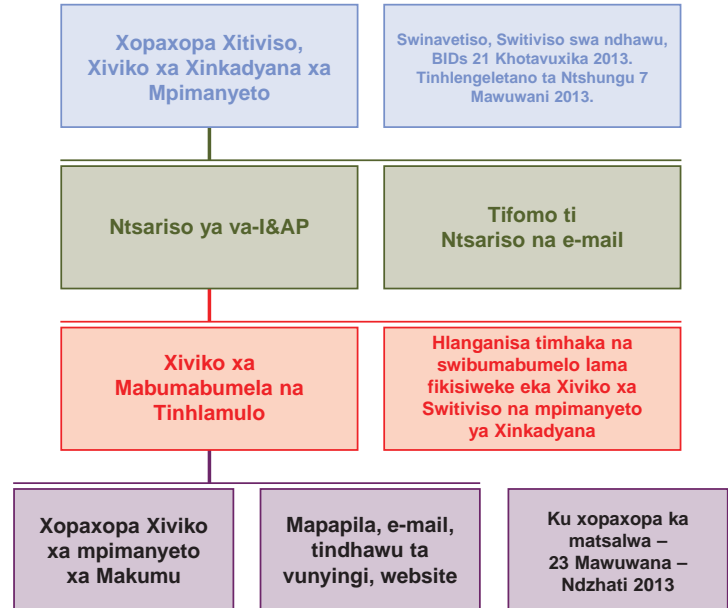 Xopaxopa Xitiviso,
Xiviko xa Xinkadyana xa
Mpimanyeto
Swinavetiso, Switiviso swa ndhawu,
BIDs 21 Khotavuxika 2013.
Tinhlengeletano ta Ntshungu 7
Mawuwani 2013.
Ntsariso ya va-I&AP
Tifomo ti
Ntsariso na e-mail
Xiviko xa
Mabumabumela na
Tinhlamulo
Hlanganisa timhaka na
swibumabumelo lama
fikisiweke eka Xiviko xa
Switiviso na mpimanyeto
ya Xinkadyana
Xopaxopa Xiviko
xa mpimanyeto
xa Makumu
Mapapila, e-mail,
tindhawu ta
vunyingi, website
Ku xopaxopa ka
matsalwa –
23 Mawuwana –
Ndzhati 2013